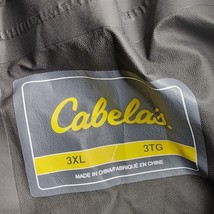 Cabela's
3XL 3TG
MADE IN CHINA/FABRIQUÉ EN CHINE